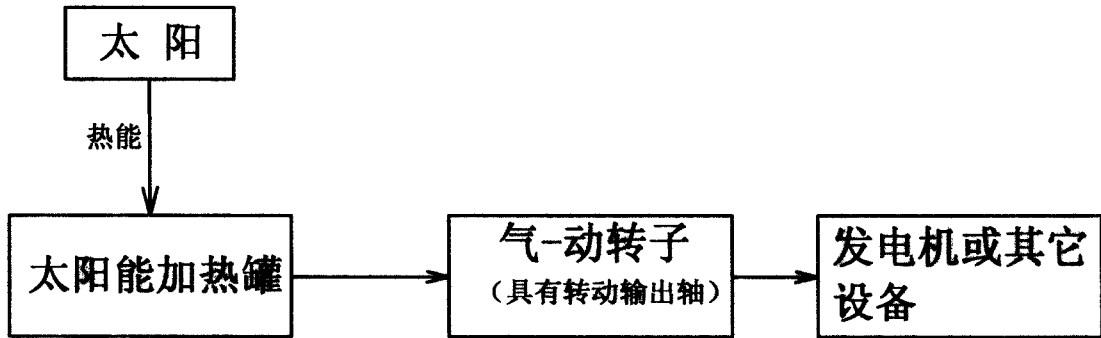 太 阳
热能
太阳能加热罐
气-动转子
（具有转动输出轴）
发电机或其它
设备